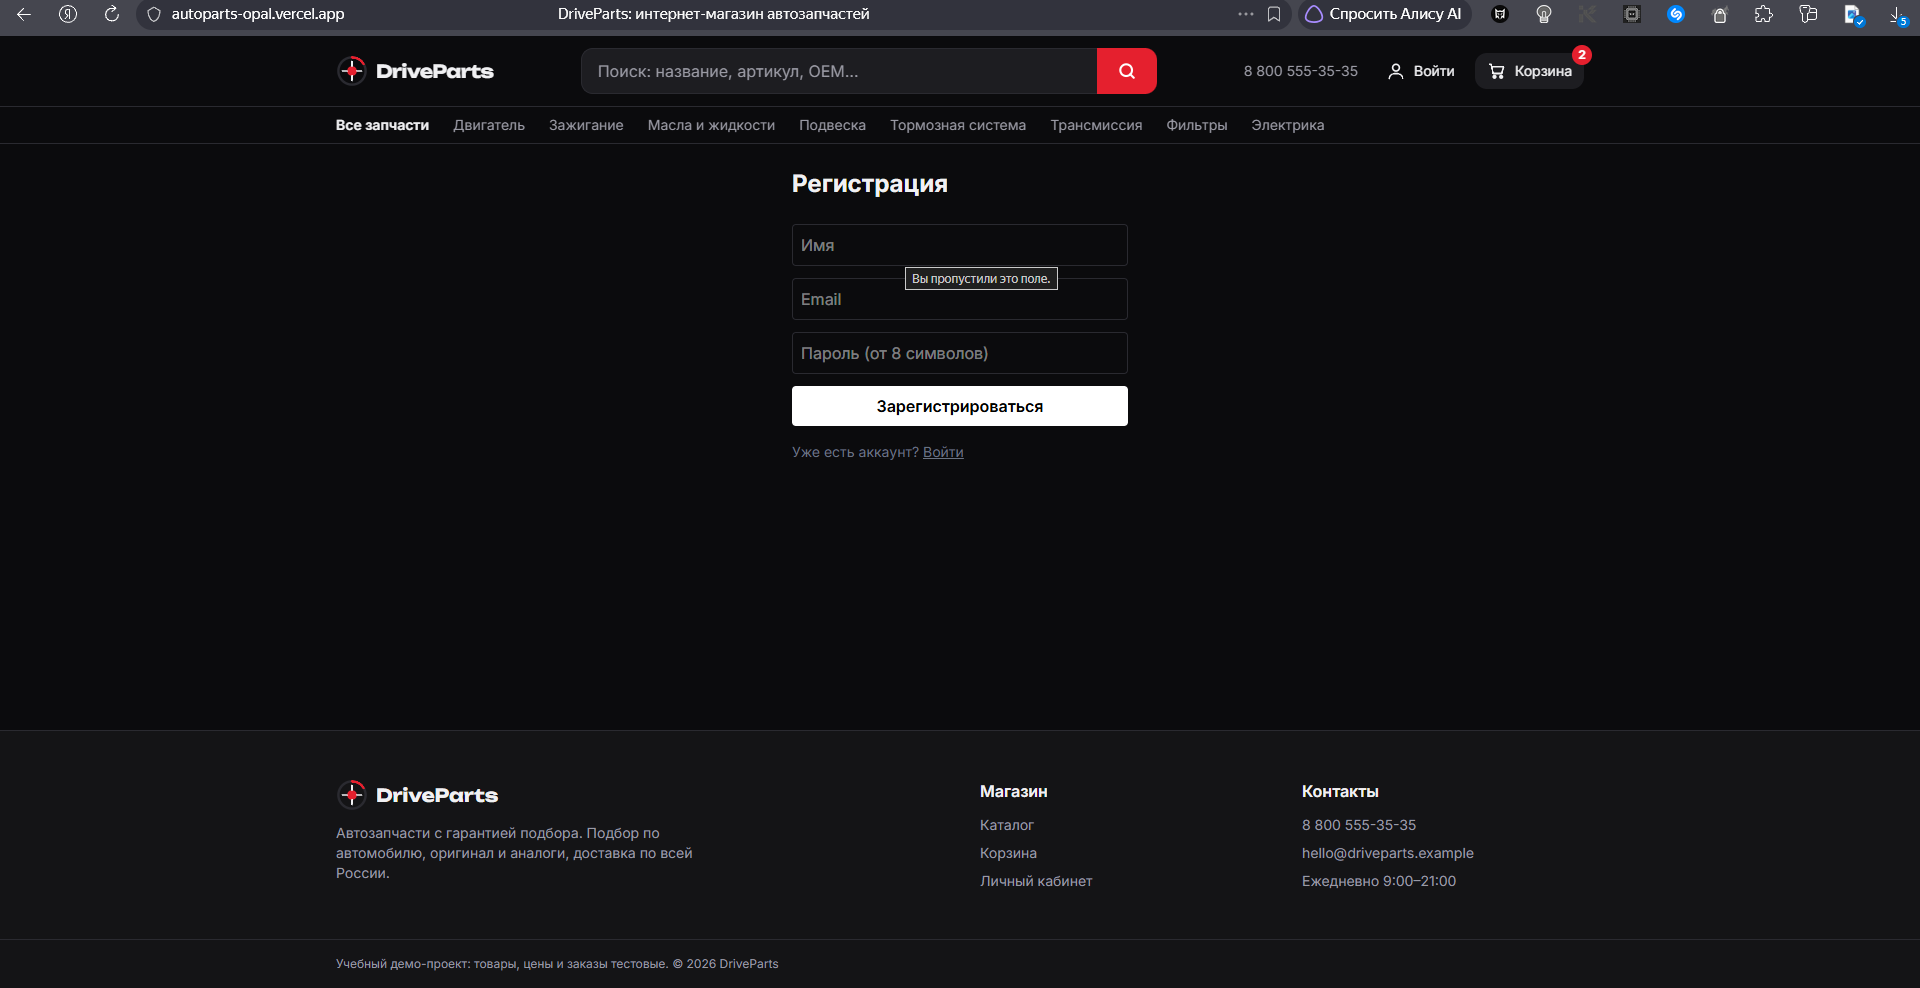 autoparts-opal.vercel.app
DriveParts: интернет-магазин автозапчастей
Спросить Алису AI
5
DriveParts
Поиск: название, артикул, OEM...
8 800 555-35-35
Войти
Корзина
2
Все запчасти
Двигатель
Зажигание
Масла и жидкости
Подвеска
Тормозная система
Трансмиссия
Фильтры
Электрика
Регистрация
Имя
Вы пропустили это поле.
Email
Пароль (от 8 символов)
Зарегистрироваться
Уже есть аккаунт? Войти
DriveParts
Автозапчасти с гарантией подбора. Подбор по
автомобилю, оригинал и аналоги, доставка по всей
России.
Магазин
Каталог
Корзина
Личный кабинет
Контакты
8 800 555-35-35
hello@driveparts.example
Ежедневно 9:00–21:00
Учебный демо-проект: товары, цены и заказы тестовые. © 2026 DriveParts